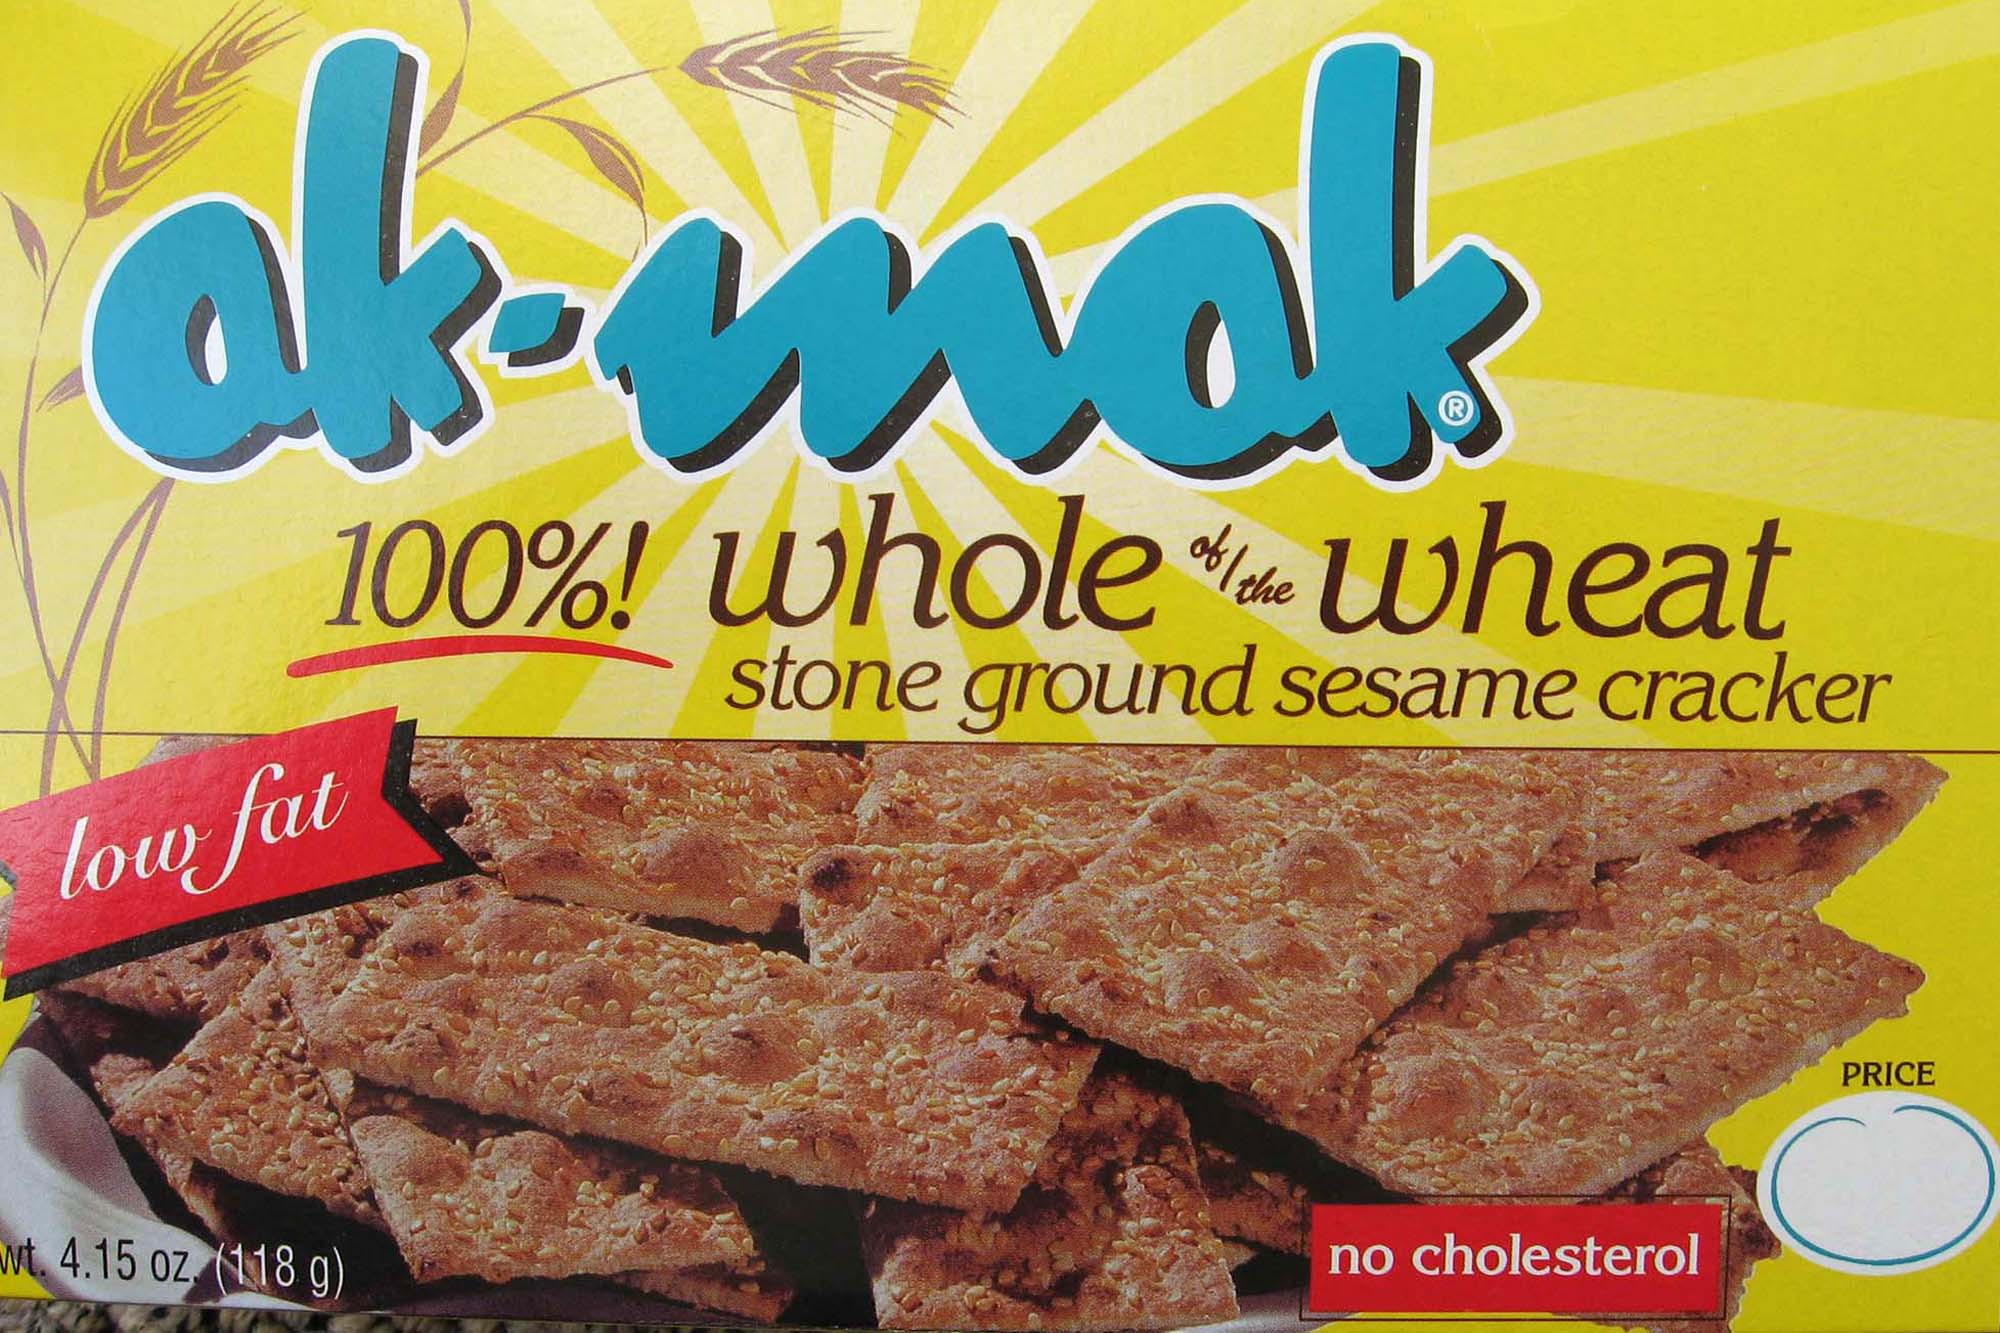 ak-mak®
100%! whole of/the wheat
stone ground sesame cracker
low fat
PRICE
wt. 4.15 oz. (118 g)
no cholesterol